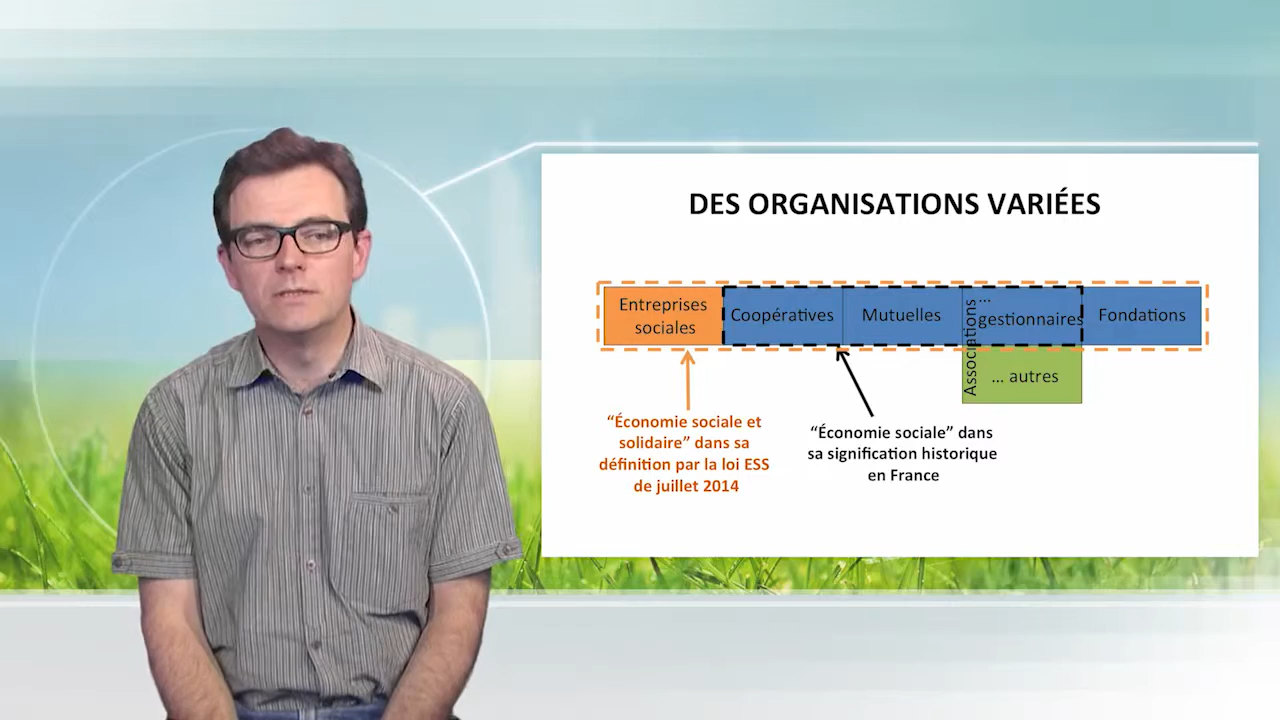 DES ORGANISATIONS VARIÉES
Entreprises
sociales
Coopératives
Mutuelles
Associations
...
gestionnaires
Fondations
... autres
“Économie sociale et
solidaire” dans sa
définition par la loi ESS
de juillet 2014
“Économie sociale” dans
sa signification historique
en France